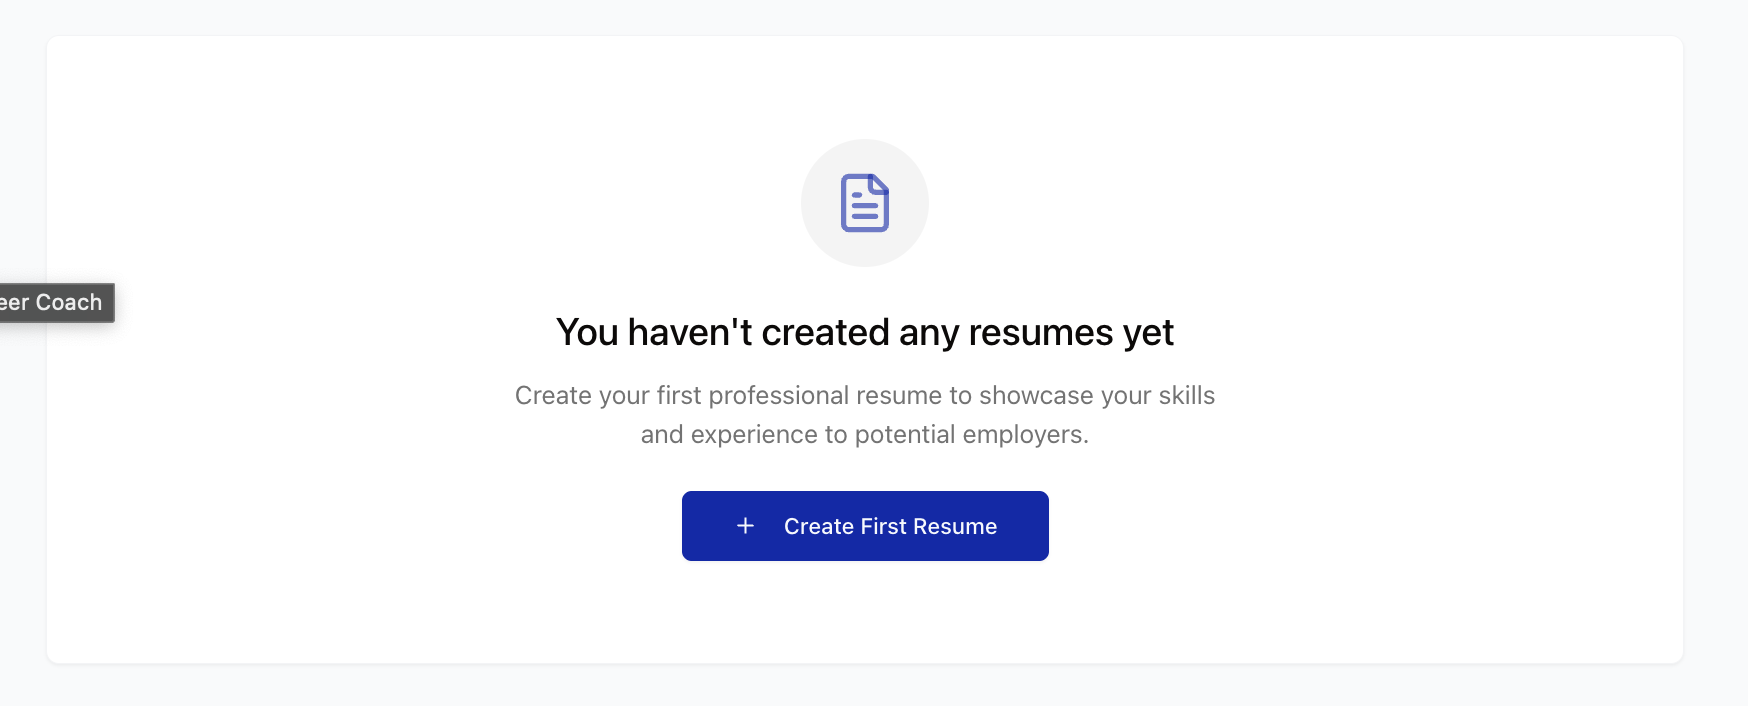 Coach
You haven't created any resumes yet
Create your first professional resume to showcase your skills
and experience to potential employers.
+ Create First Resume